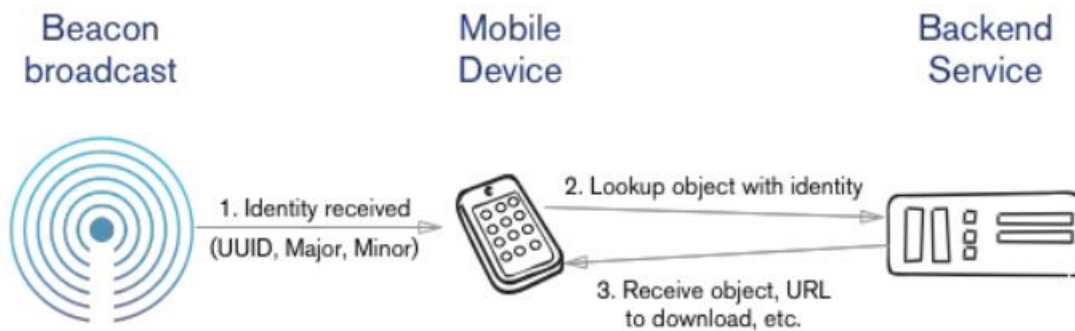 Beacon
broadcast
Mobile
Device
Backend
Service
1. Identity received
(UUID, Major, Minor)
2. Lookup object with identity
3. Receive object, URL
to download, etc.